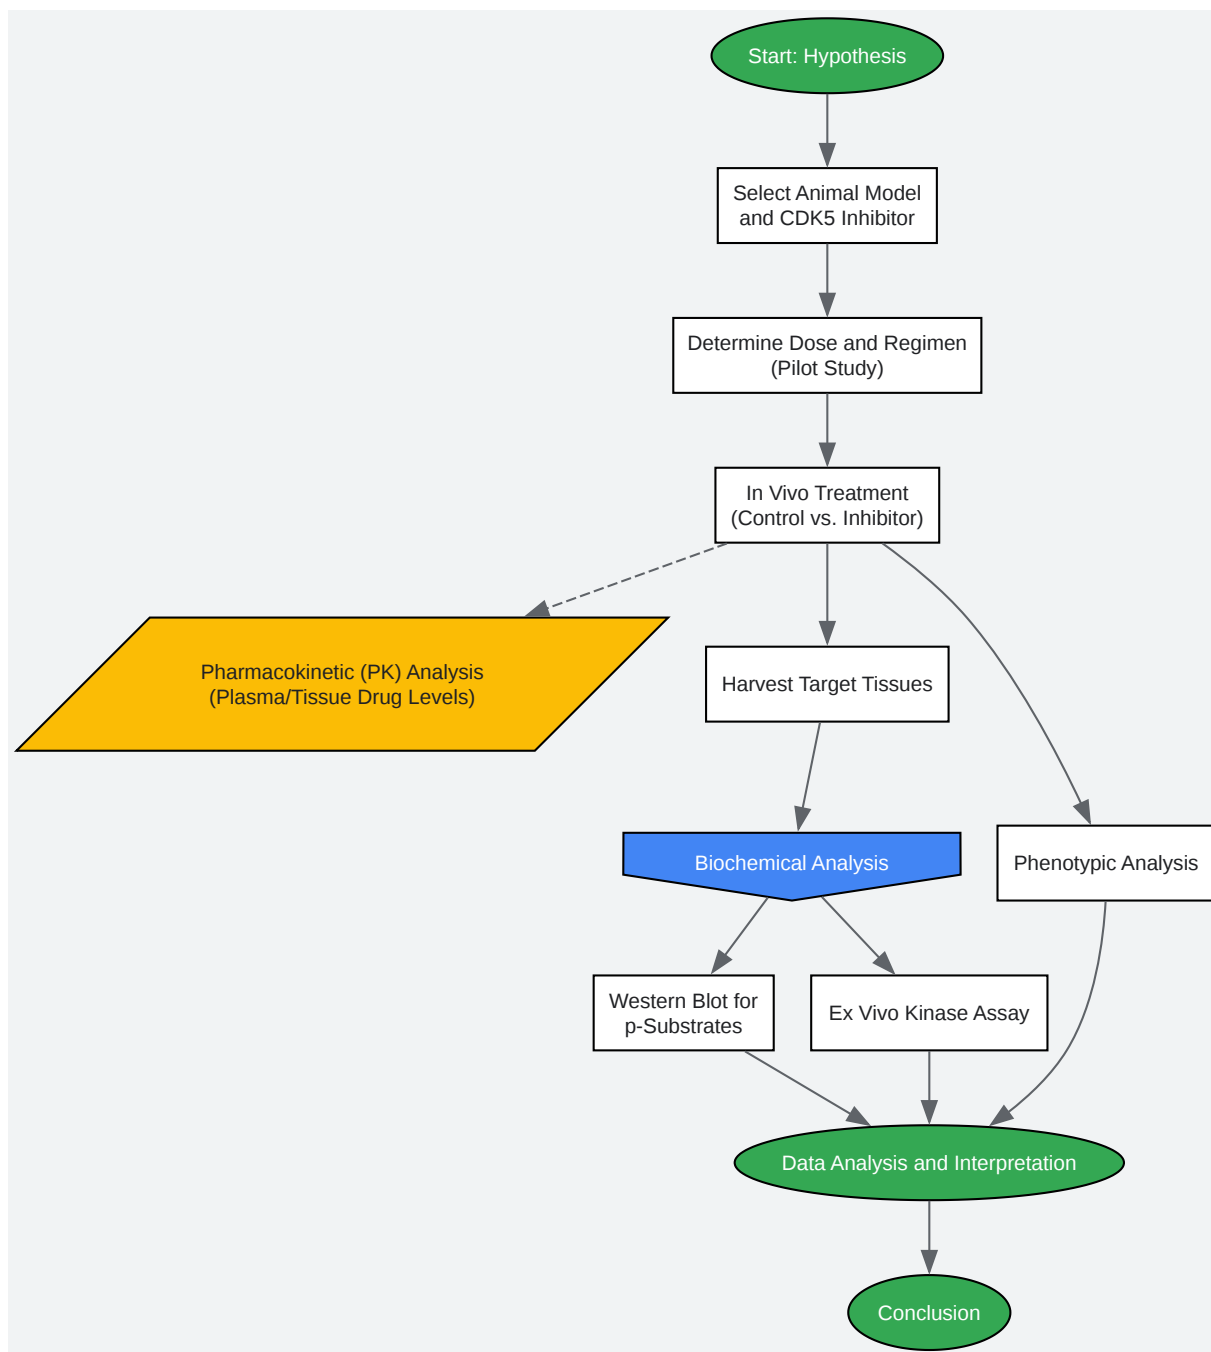 Start: Hypothesis
Select Animal Model
and CDK5 Inhibitor
Determine Dose and Regimen
(Pilot Study)
In Vivo Treatment
(Control vs. Inhibitor)
Pharmacokinetic (PK) Analysis
(Plasma/Tissue Drug Levels)
Harvest Target Tissues
Biochemical Analysis
Phenotypic Analysis
Western Blot for
p-Substrates
Ex Vivo Kinase Assay
Data Analysis and Interpretation
Conclusion